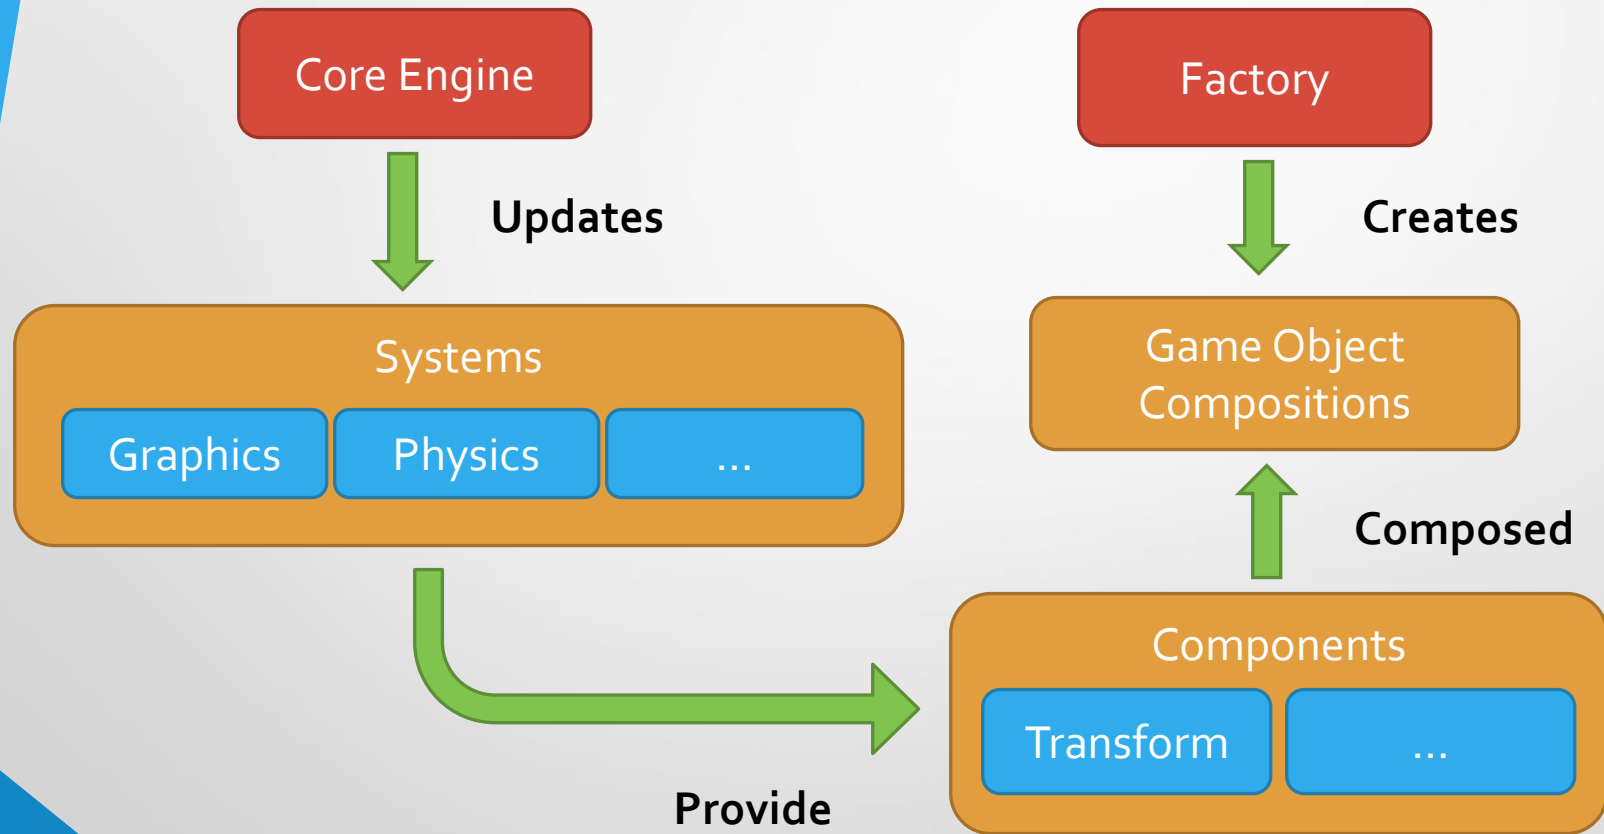 Core Engine
Factory
Updates
Creates
Systems
Graphics
Physics
...
Game Object
Compositions
Composed
Components
Transform
...
Provide